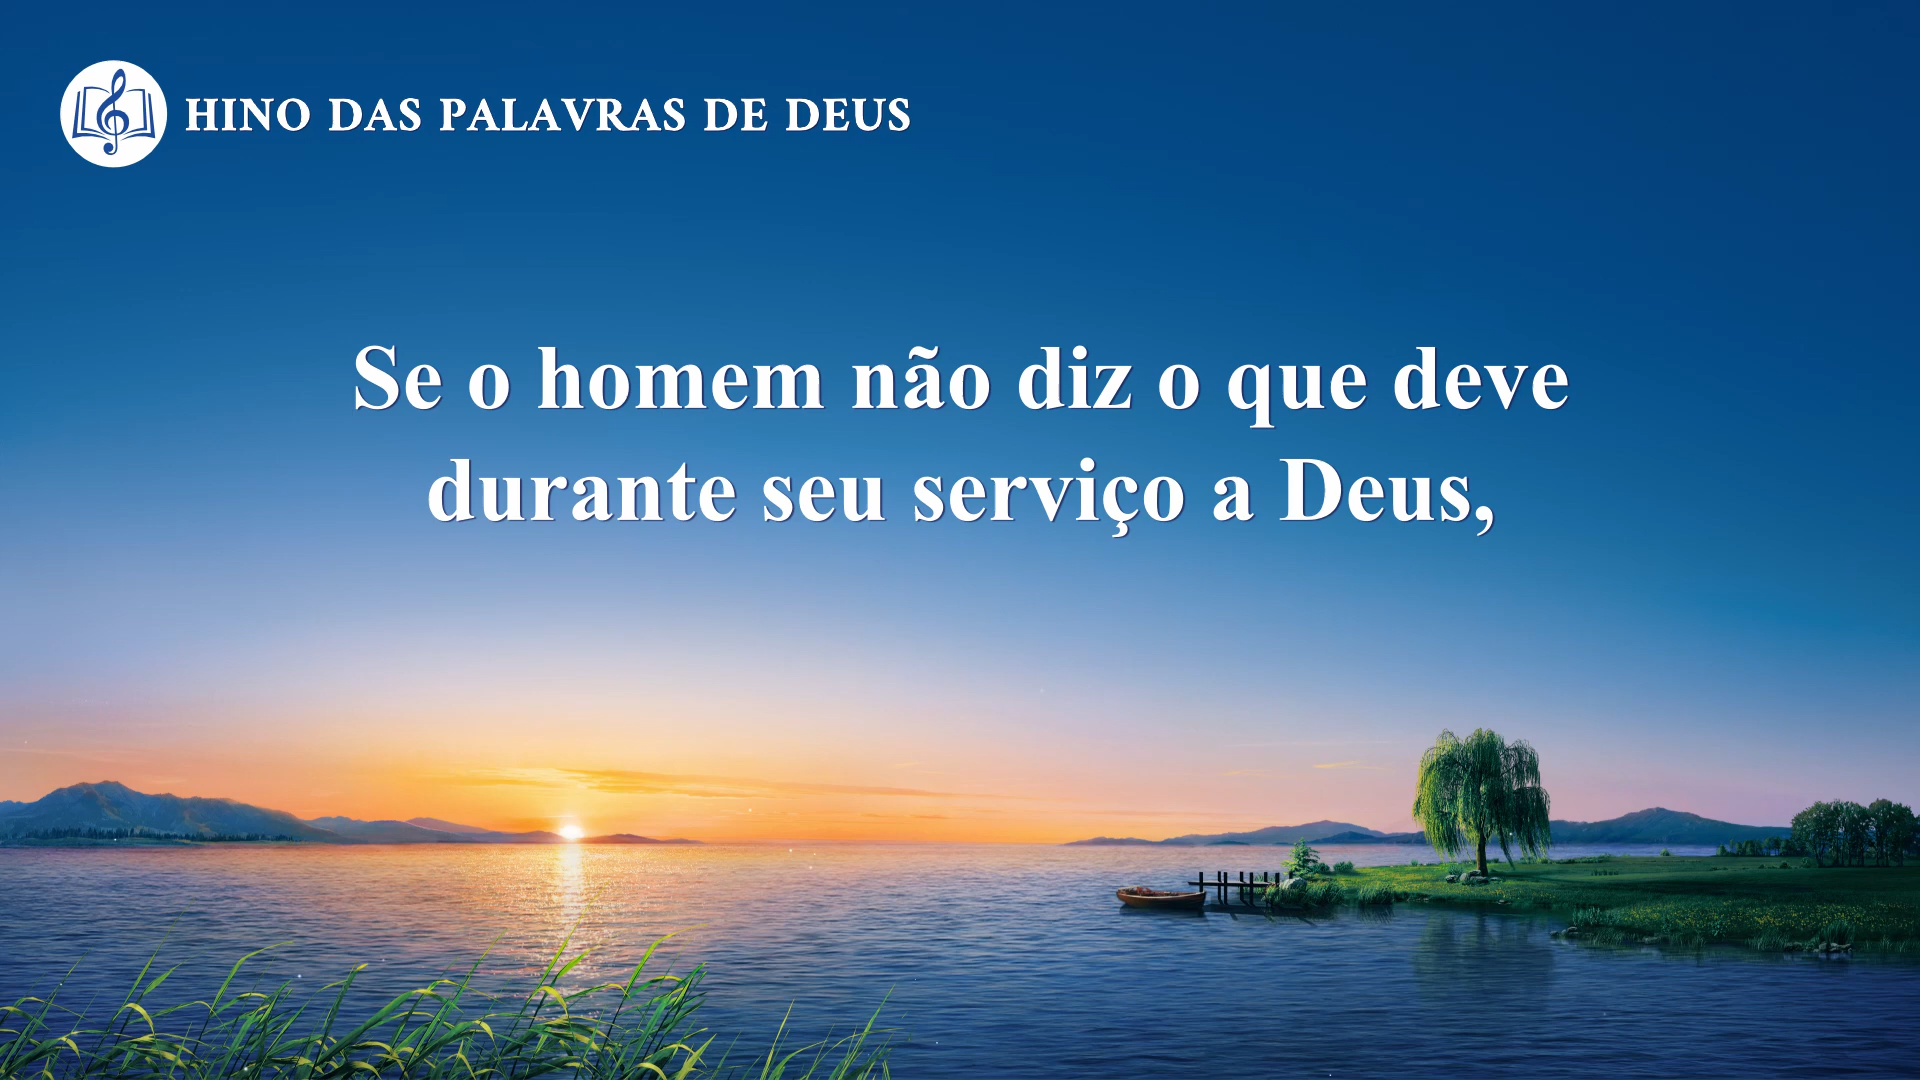 HINO DAS PALAVRAS DE DEUS
Se o homem não diz o que deve
durante seu serviço a Deus,